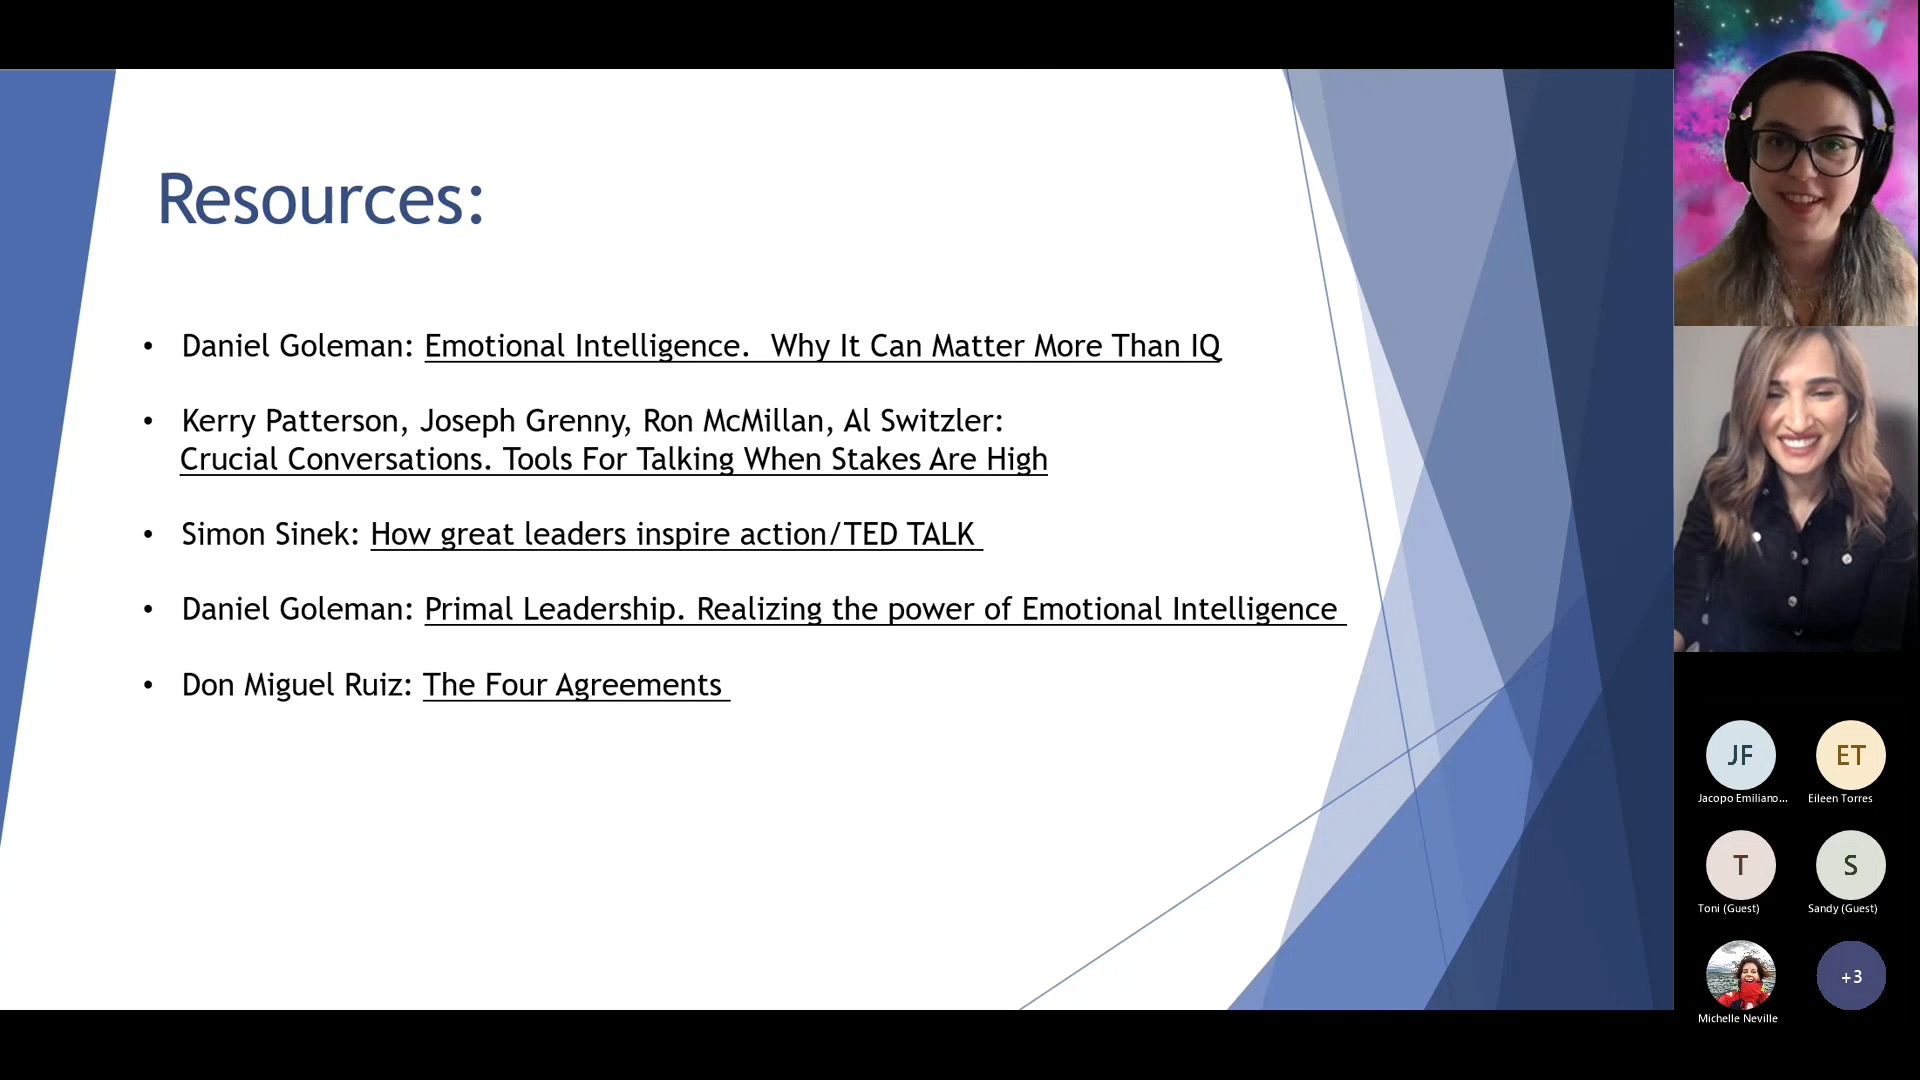 Resources:
• Daniel Goleman: Emotional Intelligence.  Why It Can Matter More Than IQ
• Kerry Patterson, Joseph Grenny, Ron McMillan, Al Switzler:
Crucial Conversations. Tools For Talking When Stakes Are High
• Simon Sinek: How great leaders inspire action/TED TALK
• Daniel Goleman: Primal Leadership. Realizing the power of Emotional Intelligence
• Don Miguel Ruiz: The Four Agreements
JF
ET
Jacopo Emiliano...
Eileen Torres
T
S
Toni (Guest)
Sandy (Guest)
+3
Michelle Neville